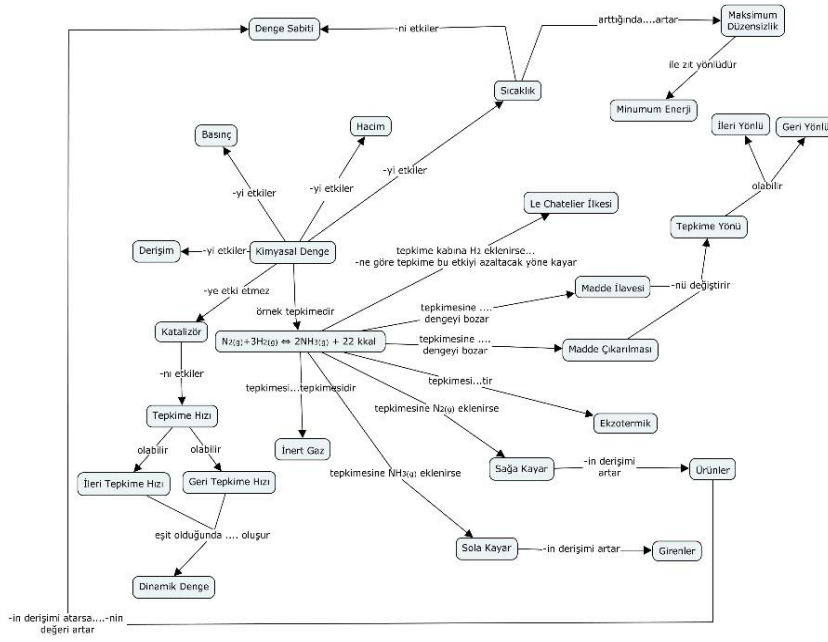 Denge Sabiti
-ni etkiler
arttığında....artar
Maksimum
Düzensizlik
ile zıt yönlüdür
Sıcaklık
Minumum Enerji
Basınç
Hacim
-yi etkiler
-yi etkiler
-yi etkiler
İleri Yönlü
Geri Yönlü
olabilir
Le Chatelier İlkesi
Tepkime Yönü
Derişim
-yi etkiler
Kimyasal Denge
tepkime kabına H2 eklenirse...
-ne göre tepkime bu etkiyi azaltacak yöne kayar
-ye etki etmez
örnek tepkimedir
Madde İlavesi
-nü değiştirir
tepkimesine ....
dengeyi bozar
Katalizör
N2(g)+3H2(g) ⇔ 2NH3(g) + 22 kkal
tepkimesine ....
dengeyi bozar
Madde Çıkarılması
-nı etkiler
tepkimesi...tepkimesidir
tepkimesi...tir
tepkimesine N2(g) eklenirse
Tepkime Hızı
Ekzotermik
olabilir
olabilir
İnert Gaz
tepkimesine NH3(g) eklenirse
Sağa Kayar
-in derişimi
artar
Ürünler
İleri Tepkime Hızı
Geri Tepkime Hızı
eşit olduğunda .... oluşur
Sola Kayar
-in derişimi artar
Girenler
Dinamik Denge
-in derişimi atarsa....-nin
değeri artar